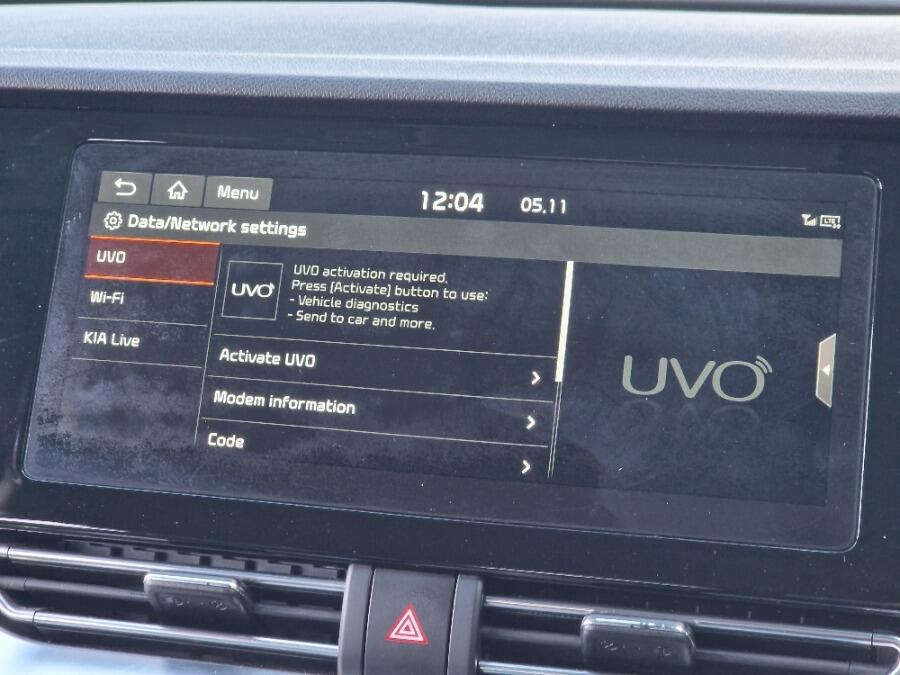 Menu
12:04 05.11
LTE
Data/Network settings
UVO
Wi-Fi
KIA Live
UVO
UVO activation required.
Press [Activate] button to use:
- Vehicle diagnostics
- Send to car and more.
Activate UVO
Modem information
Code
UVO